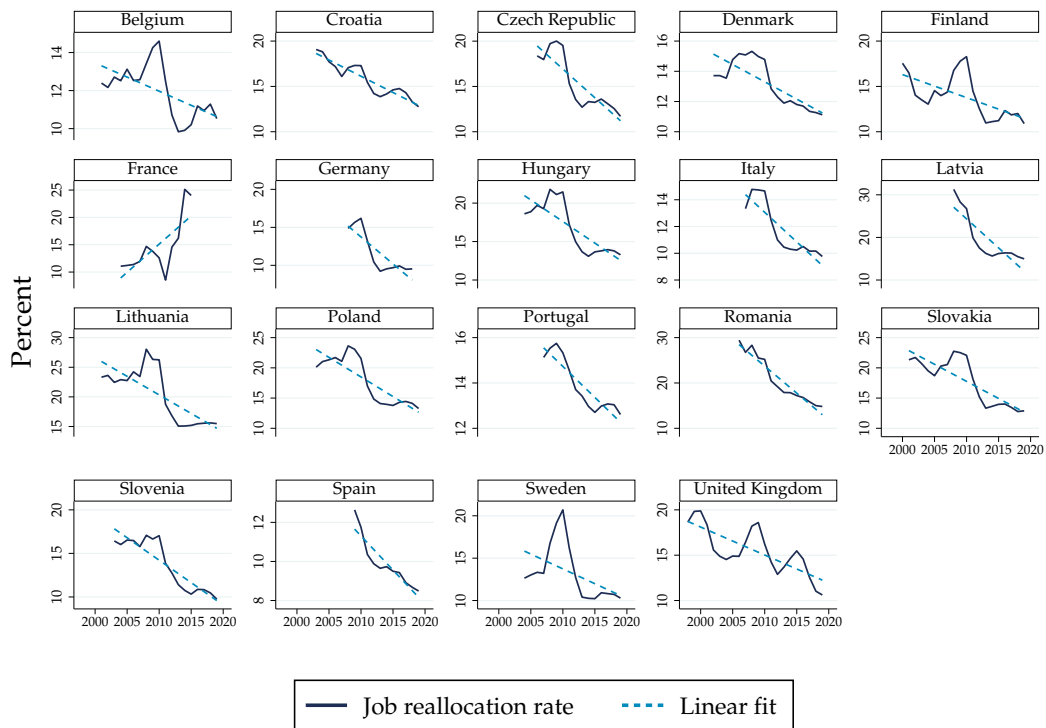 Percent
Belgium
14
12
10
Croatia
20
15
10
Czech Republic
20
15
10
Denmark
16
14
12
10
Finland
20
15
10
France
25
20
15
10
Germany
20
15
10
Hungary
25
20
15
10
Italy
14
12
10
8
Latvia
30
20
10
Lithuania
30
25
20
15
Poland
25
20
15
10
Portugal
16
14
12
Romania
30
20
10
Slovakia
25
20
15
10
2000 2005 2010 2015 2020
Slovenia
20
15
10
2000 2005 2010 2015 2020
Spain
12
10
8
2000 2005 2010 2015 2020
Sweden
20
15
10
2000 2005 2010 2015 2020
United Kingdom
20
15
10
2000 2005 2010 2015 2020
Job reallocation rate
Linear fit